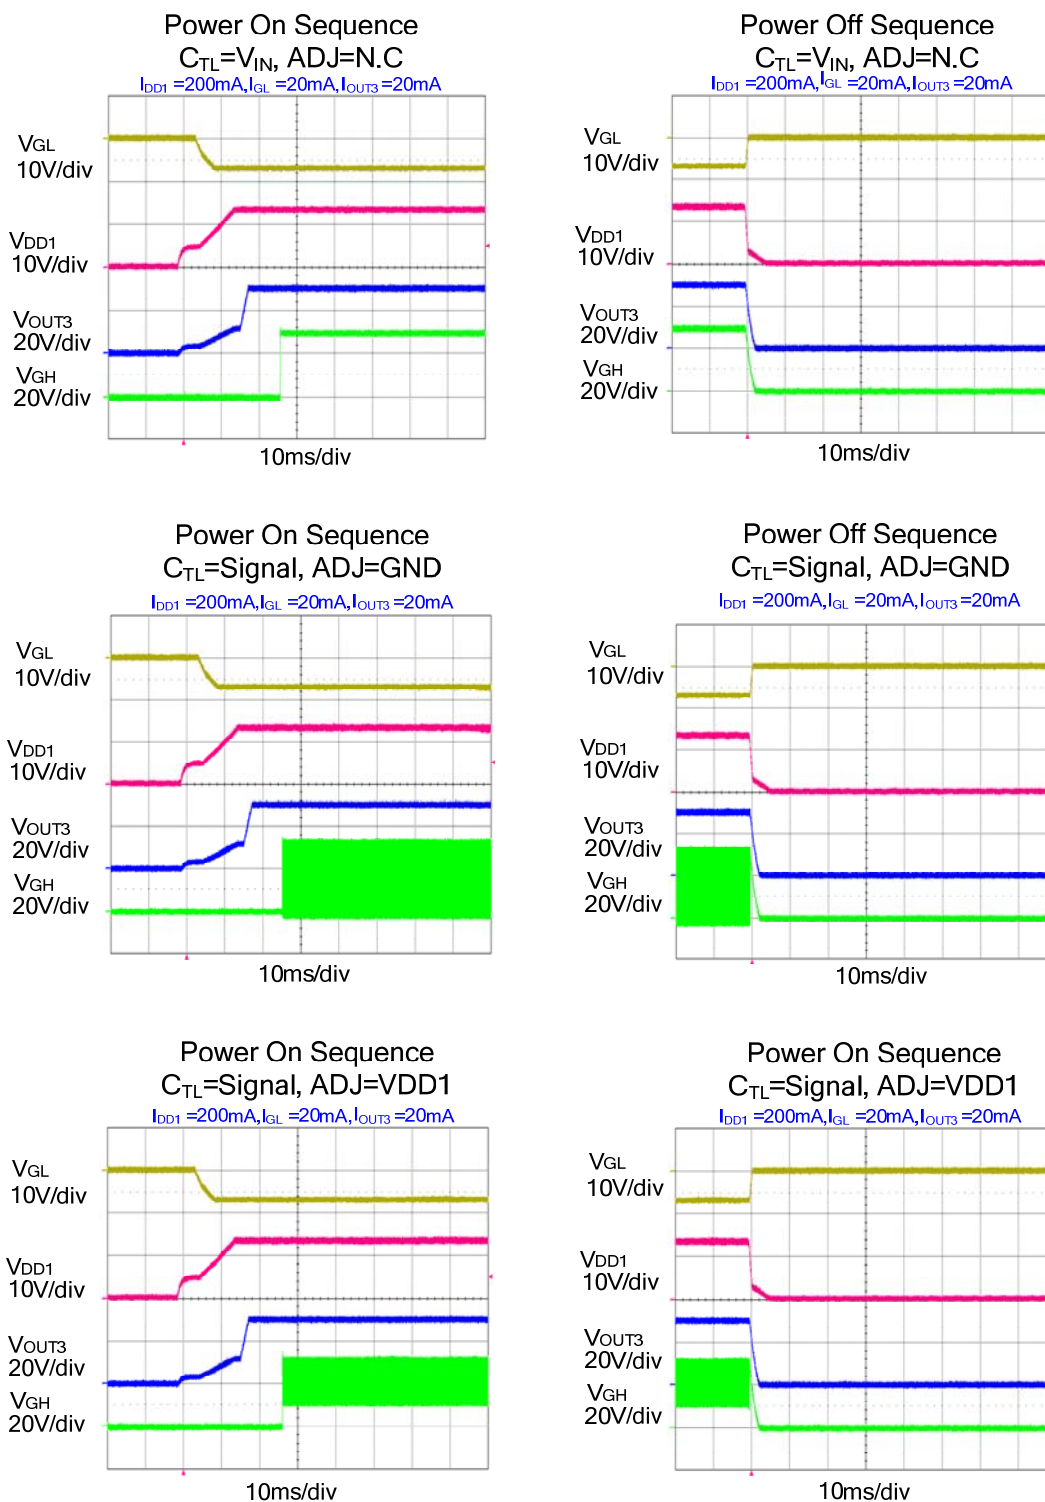 Power On Sequence
CTL=VIN, ADJ=N.C
IDD1 =200mA,IGL =20mA,IOUT3 =20mA
VGL
10V/div
VDD1
10V/div
VOUT3
20V/div
VGH
20V/div
10ms/div
Power Off Sequence
CTL=VIN, ADJ=N.C
IDD1 =200mA,IGL =20mA,IOUT3 =20mA
VGL
10V/div
VDD1
10V/div
VOUT3
20V/div
VGH
20V/div
10ms/div
Power On Sequence
CTL=Signal, ADJ=GND
IDD1 =200mA,IGL =20mA,IOUT3 =20mA
VGL
10V/div
VDD1
10V/div
VOUT3
20V/div
VGH
20V/div
10ms/div
Power Off Sequence
CTL=Signal, ADJ=GND
IDD1 =200mA,IGL =20mA,IOUT3 =20mA
VGL
10V/div
VDD1
10V/div
VOUT3
20V/div
VGH
20V/div
10ms/div
Power On Sequence
CTL=Signal, ADJ=VDD1
IDD1 =200mA,IGL =20mA,IOUT3 =20mA
VGL
10V/div
VDD1
10V/div
VOUT3
20V/div
VGH
20V/div
10ms/div
Power On Sequence
CTL=Signal, ADJ=VDD1
IDD1 =200mA,IGL =20mA,IOUT3 =20mA
VGL
10V/div
VDD1
10V/div
VOUT3
20V/div
VGH
20V/div
10ms/div